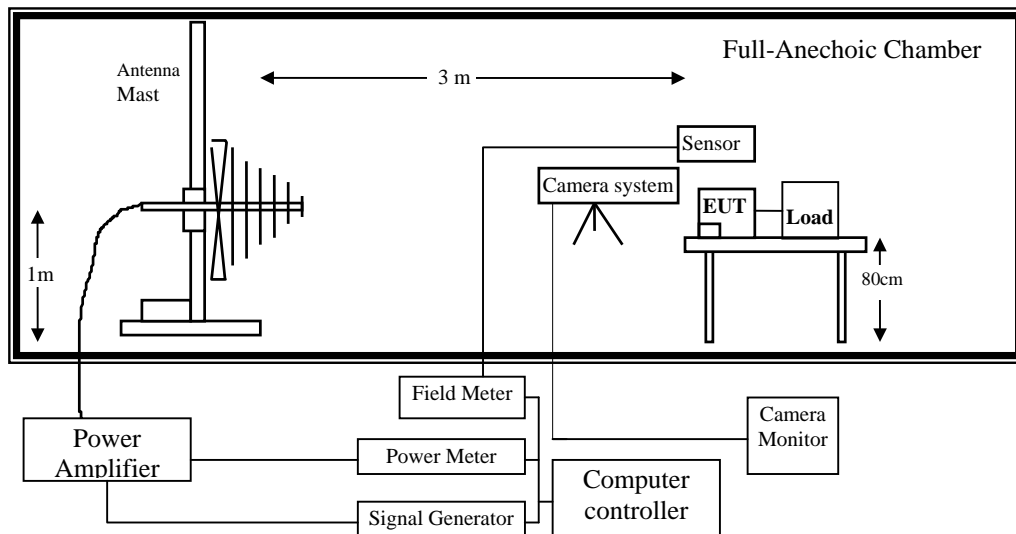 Full-Anechoic Chamber
Antenna
Mast
3 m
Sensor
Camera system
EUT
Load
1m
80cm
Field Meter
Camera
Monitor
Power
Amplifier
Power Meter
Computer
controller
Signal Generator